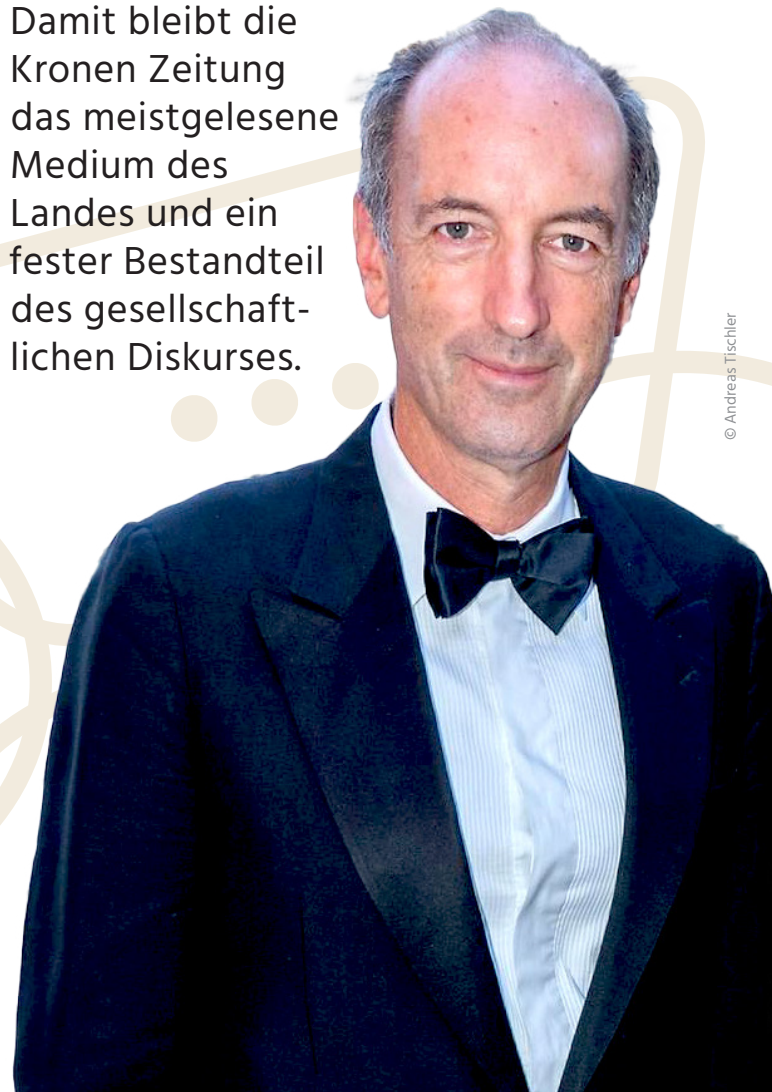 Damit bleibt die
Kronen Zeitung
das meistgelesene
Medium des
Landes und ein
fester Bestandteil
des gesellschaft-
lichen Diskurses.
© Andreas Tischler